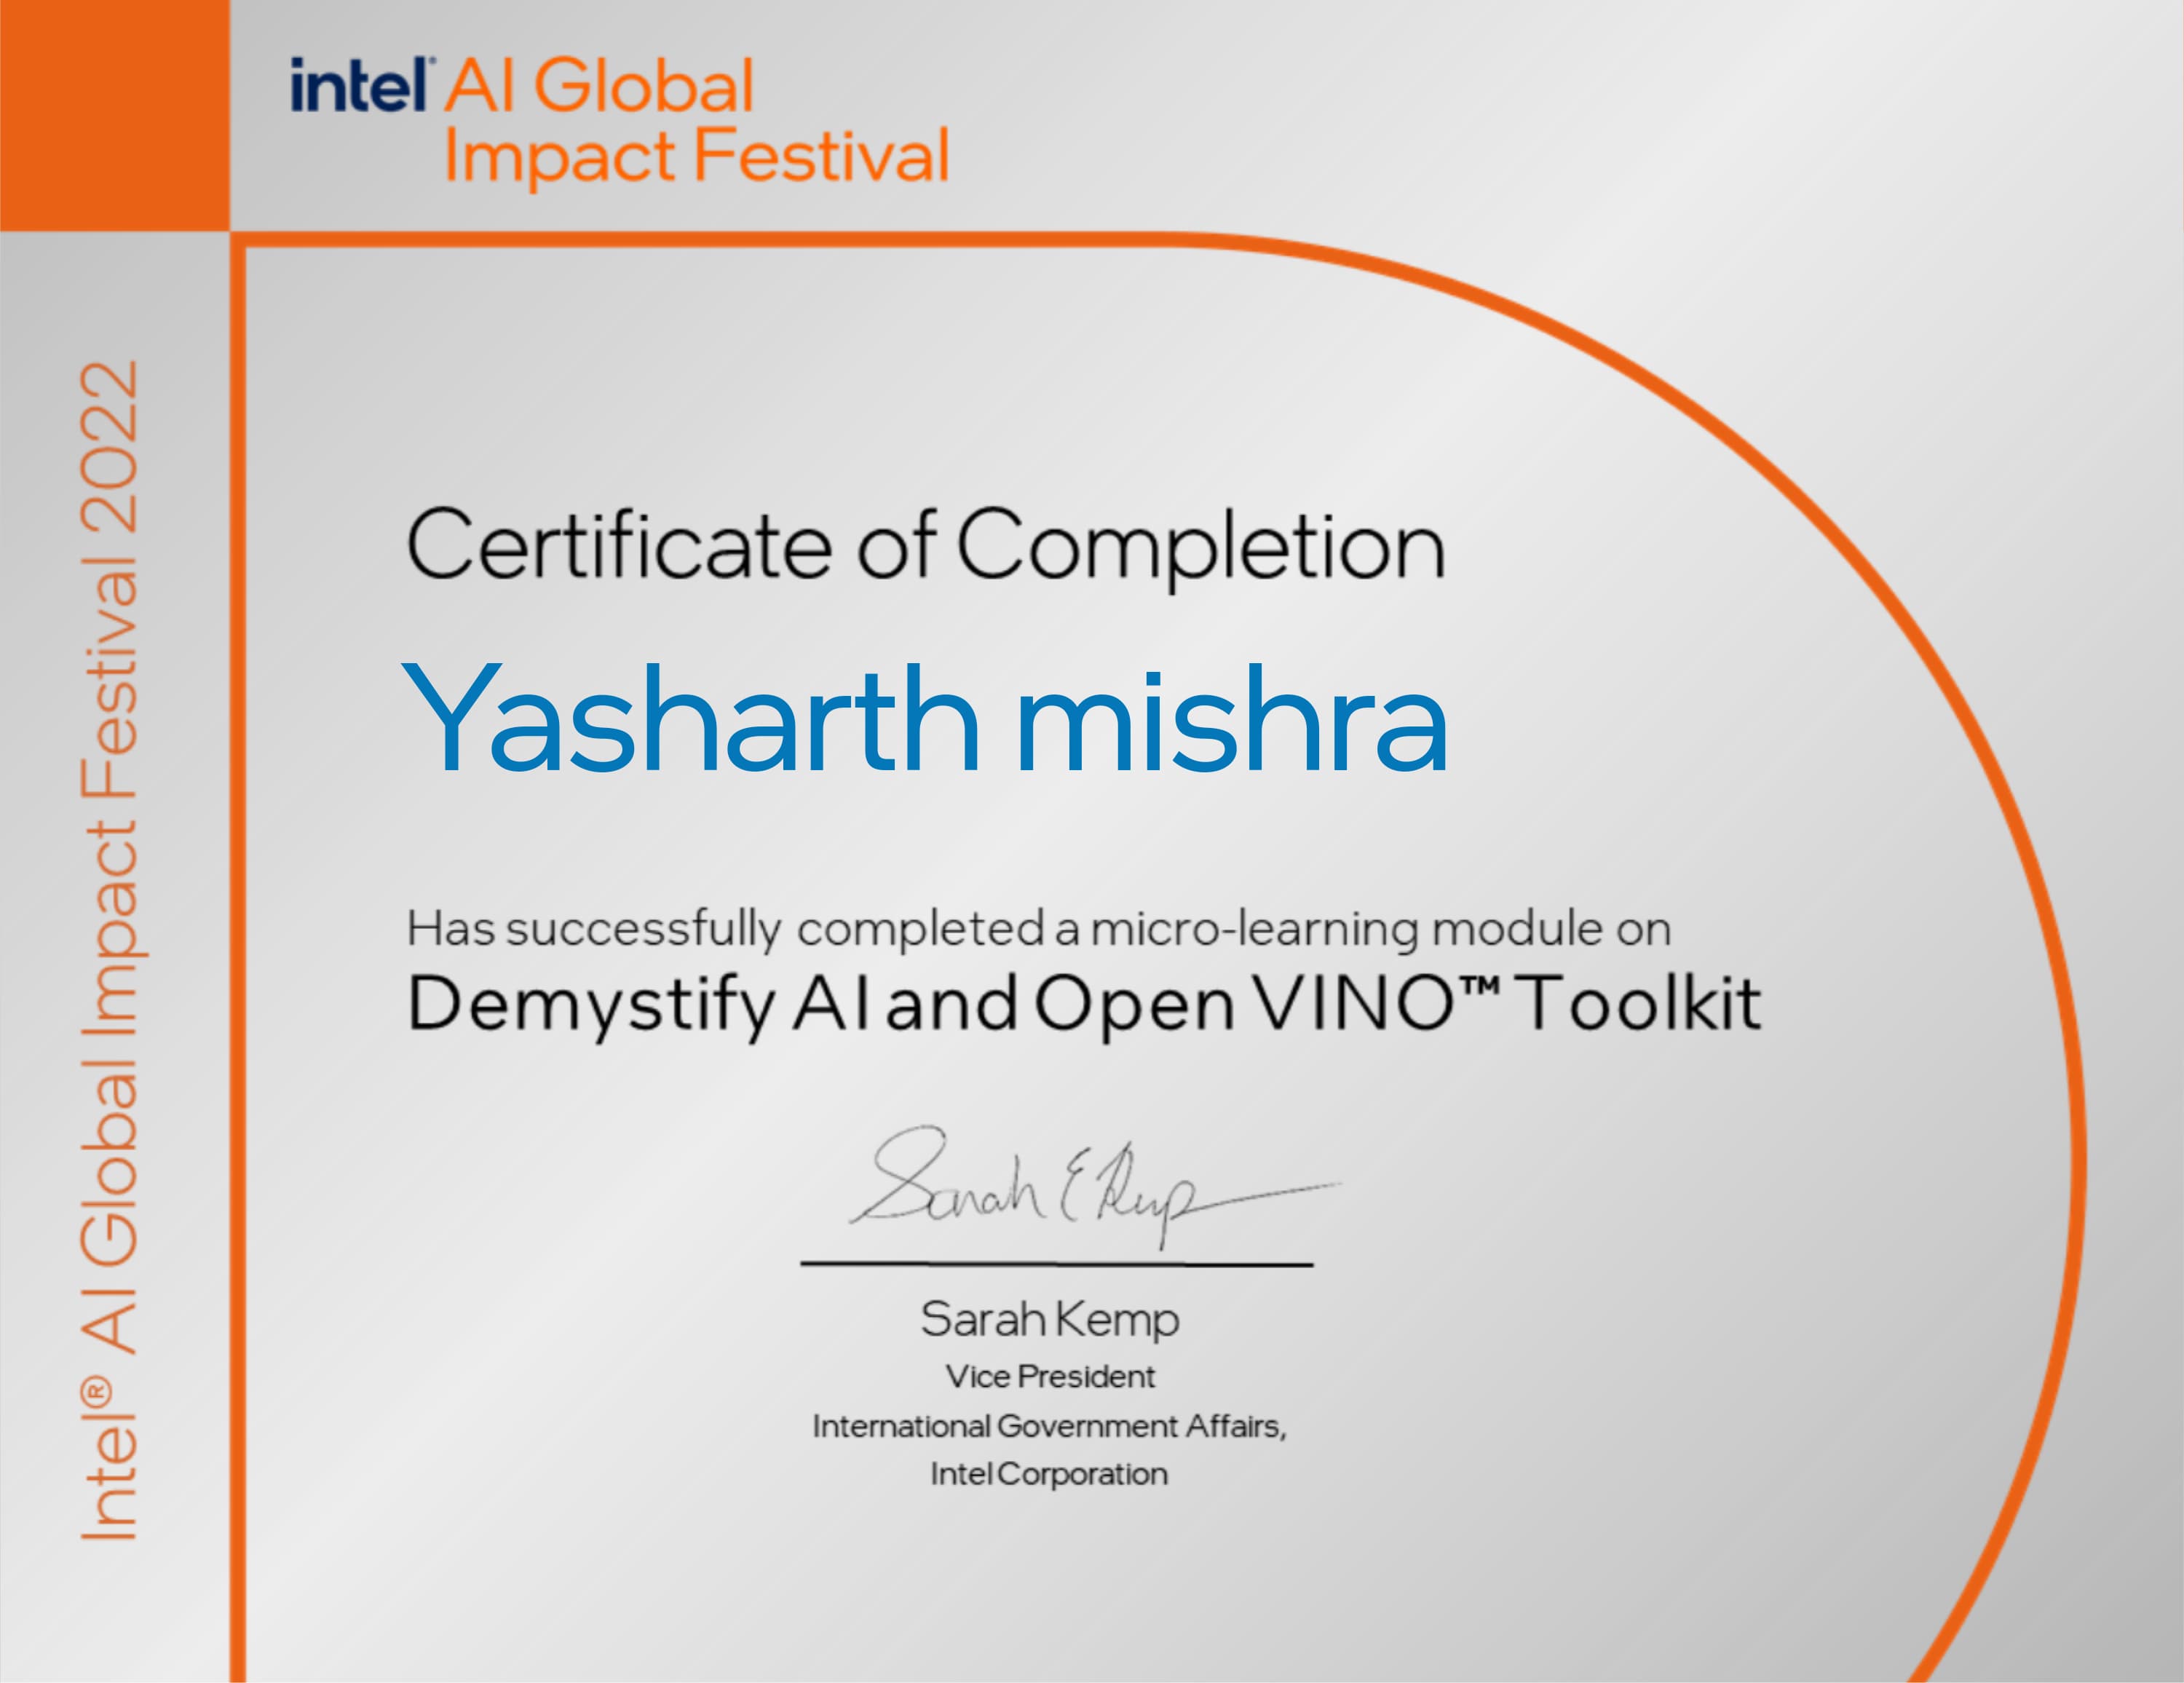 intel® AI Global
Impact Festival
Intel® AI Global Impact Festival 2022
Certificate of Completion
Yasharth mishra
Has successfully completed a micro-learning module on
Demystify AI and Open VINO™ Toolkit
Sarah E Kemp
Sarah Kemp
Vice President
International Government Affairs,
Intel Corporation